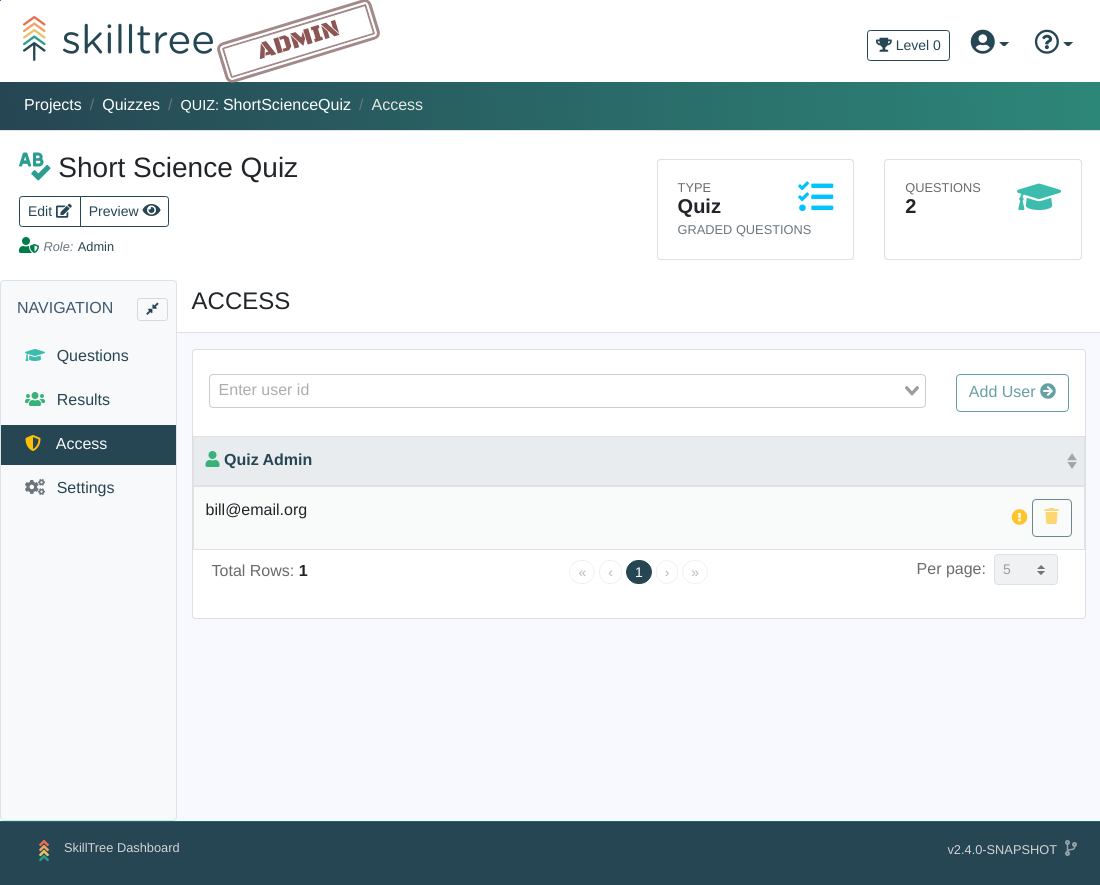 skilltree
ADMIN
Level 0
Projects / Quizzes / QUIZ: ShortScienceQuiz / Access
AB Short Science Quiz
Edit Preview
Role: Admin
TYPE
Quiz
GRADED QUESTIONS
QUESTIONS
2
NAVIGATION
Questions
Results
Access
Settings
ACCESS
Enter user id
Add User
Quiz Admin
bill@email.org
Total Rows: 1
« ‹ 1 › »
Per page: 5
SkillTree Dashboard
v2.4.0-SNAPSHOT